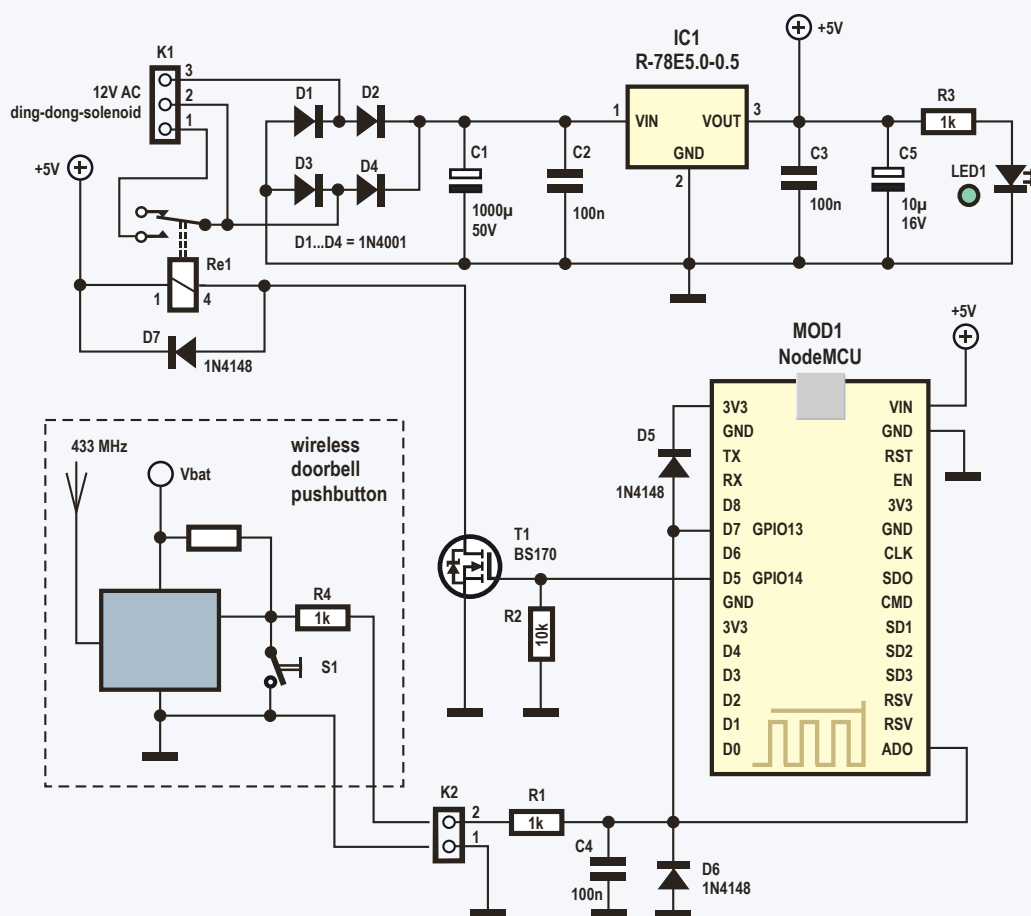 K1
3
2
1
12V AC
ding-dong-solenoid
+5V
D1
D2
D3
D4
D1...D4 = 1N4001
C1
1000µ
50V
C2
100n
IC1
R-78E5.0-0.5
1
VIN
VOUT
3
GND
2
+5V
C3
100n
C5
10µ
16V
R3
1k
LED1
Re1
1
4
D7
1N4148
433 MHz
Vbat
wireless
doorbell
pushbutton
R4
1k
S1
T1
BS170
R2
10k
D5
1N4148
MOD1
NodeMCU
+5V
3V3
GND
TX
RX
D8
D7 GPIO13
D6
D5 GPIO14
GND
3V3
D4
D3
D2
D1
D0
VIN
GND
RST
EN
3V3
GND
CLK
SDO
CMD
SD1
SD2
SD3
RSV
RSV
ADO
K2
2
1
R1
1k
C4
100n
D6
1N4148